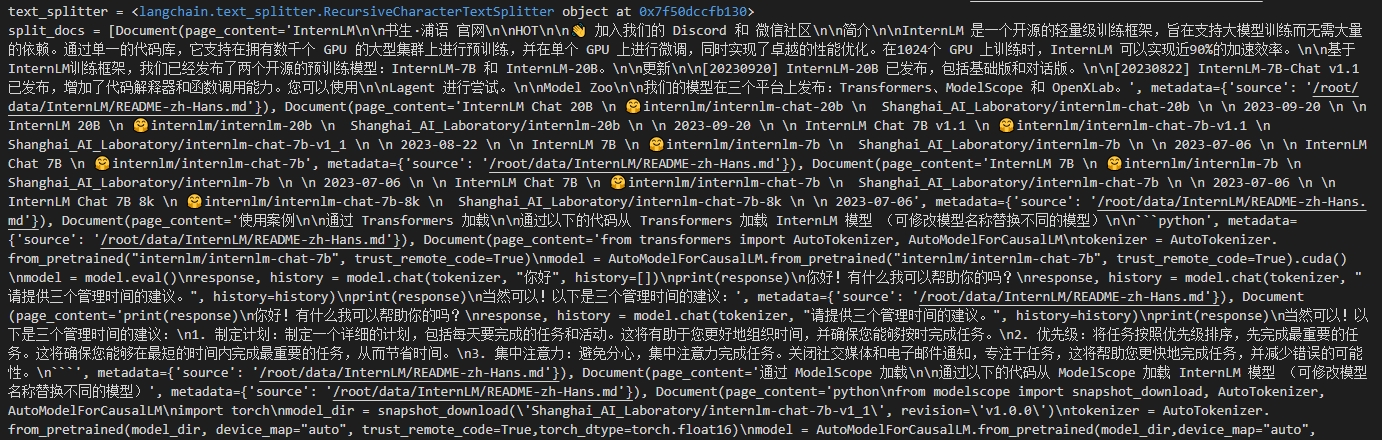 text_splitter = <langchain.text_splitter.RecursiveCharacterTextSplitter object at 0x7f50dccfb130>
split_docs = [Document(page_content='InternLM\n\n书生·浦语 官网\n\nHOT\n\n👋 加入我们的 Discord 和 微信社区\n\n简介\n\nInternLM 是一个开源的轻量级训练框架，旨在支持大模型训练而无需大量
的依赖。通过单一的代码库，它支持在拥有数千个 GPU 的大型集群上进行预训练，并在单个 GPU 上进行微调，同时实现了卓越的性能优化。在1024个 GPU 上训练时，InternLM 可以实现近90%的加速效率。\n\n基于
InternLM训练框架，我们已经发布了两个开源的预训练模型：InternLM-7B 和 InternLM-20B。\n\n更新\n\n[20230920] InternLM-20B 已发布，包括基础版和对话版。\n\n[20230822] InternLM-7B-Chat v1.1
已发布，增加了代码解释器和函数调用能力。您可以使用\n\nLagent 进行尝试。\n\nModel Zoo\n\n我们的模型在三个平台上发布：Transformers、ModelScope 和 OpenXLab。', metadata={'source': '/root/
data/InternLM/README-zh-Hans.md'}), Document(page_content='InternLM Chat 20B \n 🤗internlm/internlm-chat-20b \n  Shanghai_AI_Laboratory/internlm-chat-20b \n \n 2023-09-20 \n \n \n
InternLM 20B \n 🤗internlm/internlm-20b \n  Shanghai_AI_Laboratory/internlm-20b \n \n 2023-09-20 \n \n InternLM Chat 7B v1.1 \n 🤗internlm/internlm-chat-7b-v1.1 \n
Shanghai_AI_Laboratory/internlm-chat-7b-v1_1 \n \n 2023-08-22 \n \n InternLM 7B \n 🤗internlm/internlm-7b \n  Shanghai_AI_Laboratory/internlm-7b \n \n 2023-07-06 \n \n InternLM
Chat 7B \n 🤗internlm/internlm-chat-7b', metadata={'source': '/root/data/InternLM/README-zh-Hans.md'}), Document(page_content='InternLM 7B \n 🤗internlm/internlm-7b \n
Shanghai_AI_Laboratory/internlm-7b \n \n 2023-07-06 \n \n InternLM Chat 7B \n 🤗internlm/internlm-chat-7b \n  Shanghai_AI_Laboratory/internlm-chat-7b \n \n 2023-07-06 \n \n
InternLM Chat 7B 8k \n 🤗internlm/internlm-chat-7b-8k \n  Shanghai_AI_Laboratory/internlm-chat-7b-8k \n \n 2023-07-06', metadata={'source': '/root/data/InternLM/README-zh-Hans.
md'}), Document(page_content='使用案例\n\n通过 Transformers 加载\n\n通过以下的代码从 Transformers 加载 InternLM 模型 （可修改模型名称替换不同的模型）\n\n```python', metadata=
{'source': '/root/data/InternLM/README-zh-Hans.md'}), Document(page_content='from transformers import AutoTokenizer, AutoModelForCausalLM\ntokenizer = AutoTokenizer.
from_pretrained("internlm/internlm-chat-7b", trust_remote_code=True)\nmodel = AutoModelForCausalLM.from_pretrained("internlm/internlm-chat-7b", trust_remote_code=True).cuda()
\nmodel = model.eval()\nresponse, history = model.chat(tokenizer, "你好", history=[])\nprint(response)\n你好！有什么我可以帮助你的吗？\nresponse, history = model.chat(tokenizer, "
请提供三个管理时间的建议。", history=history)\nprint(response)\n当然可以！以下是三个管理时间的建议：', metadata={'source': '/root/data/InternLM/README-zh-Hans.md'}), Document
(page_content='print(response)\n你好！有什么我可以帮助你的吗？\nresponse, history = model.chat(tokenizer, "请提供三个管理时间的建议。", history=history)\nprint(response)\n当然可以！以
下是三个管理时间的建议：\n1. 制定计划：制定一个详细的计划，包括每天要完成的任务和活动。这将有助于您更好地组织时间，并确保您能够按时完成任务。\n2. 优先级：将任务按照优先级排序，先完成最重要的任
务。这将确保您能够在最短的时间内完成最重要的任务，从而节省时间。\n3. 集中注意力：避免分心，集中注意力完成任务。关闭社交媒体和电子邮件通知，专注于任务，这将帮助您更快地完成任务，并减少错误的可能
性。\n```', metadata={'source': '/root/data/InternLM/README-zh-Hans.md'}), Document(page_content='通过 ModelScope 加载\n\n通过以下的代码从 ModelScope 加载 InternLM 模型 （可修改模型
名称替换不同的模型）', metadata={'source': '/root/data/InternLM/README-zh-Hans.md'}), Document(page_content='python\nfrom modelscope import snapshot_download, AutoTokenizer,
AutoModelForCausalLM\nimport torch\nmodel_dir = snapshot_download(\'Shanghai_AI_Laboratory/internlm-chat-7b-v1_1\', revision=\'v1.0.0\')\ntokenizer = AutoTokenizer.
from_pretrained(model_dir, device_map="auto", trust_remote_code=True,torch_dtype=torch.float16)\nmodel = AutoModelForCausalLM.from_pretrained(model_dir,device_map="auto",